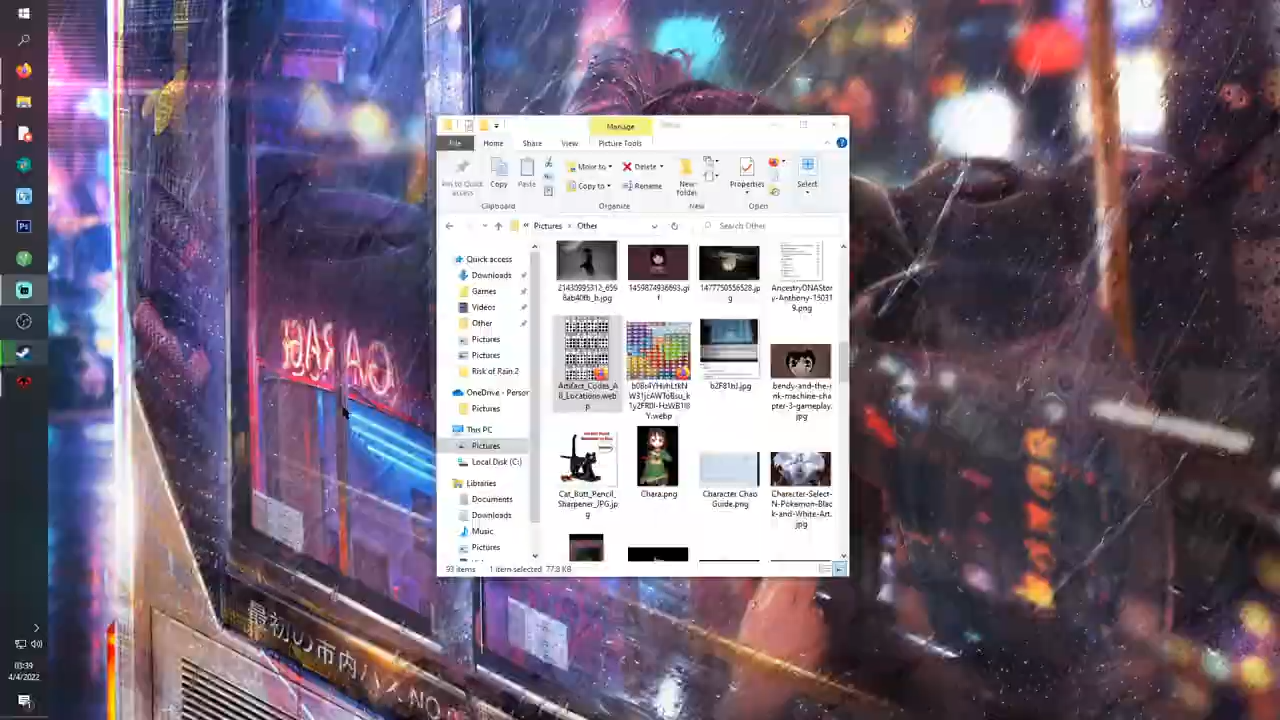 Manage
File
Home
Share
View
Picture Tools
Pin to Quick access
Copy
Paste
Move to
Copy to
Delete
Rename
New folder
Properties
Select
Clipboard
Organize
New
Open
« Pictures > Other
Search Other
Quick access
Downloads
Games
Videos
Other
Pictures
Pictures
Risk of Rain 2
OneDrive - Person
Pictures
This PC
Pictures
Local Disk (C:)
Libraries
Documents
Downloads
Music
Pictures
1459874936693.gif
1477750556528.jpg
Artifact_Codes_All_Locations.webp
b2F81hJ.jpg
bendy-and-the-ink-machine-chapter-3-gameplay.jpg
Cat_Butt_Pencil_Sharpener_JPG.jpg
Chara.png
Character Chao Guide.png
Character-Select-N-Pokemon-Black-and-White-Art.jpg
93 items
1 item selected 77.8 KB
Ps
03:39
4/4/2022